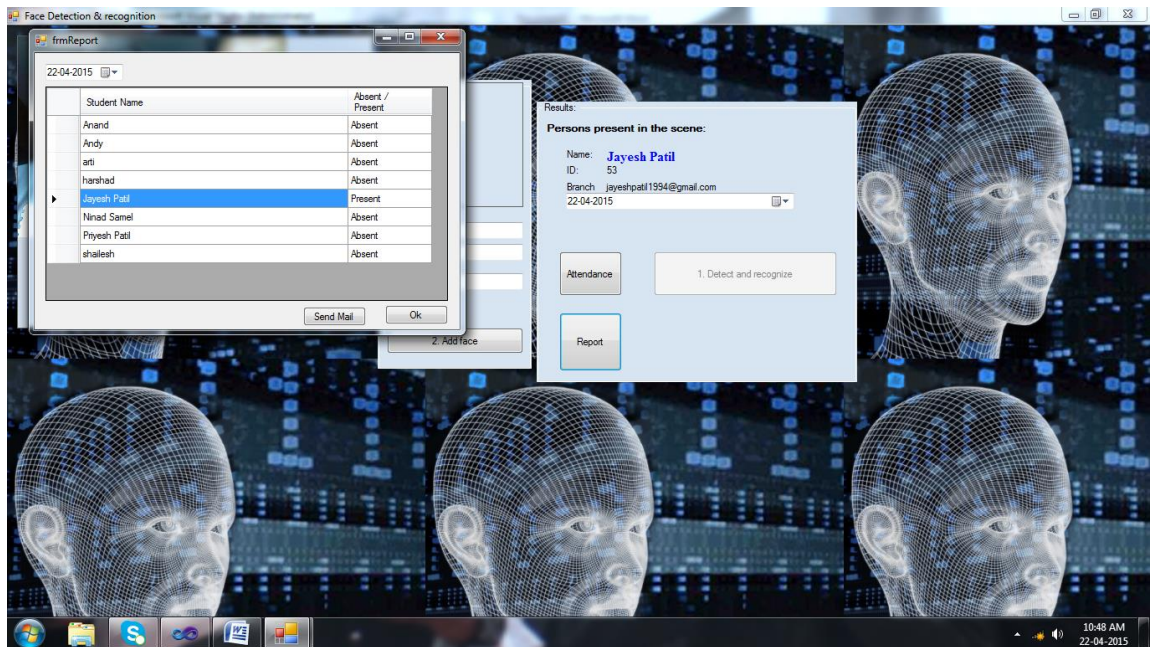 Face Detection & recognition
frmReport
22-04-2015
Student Name Absent / Present
Anand Absent
Andy Absent
arti Absent
harshad Absent
Jayesh Patil Present
Ninad Samel Absent
Priyesh Patil Absent
shailesh Absent
Send Mail Ok
2. Add face
Results:
Persons present in the scene:
Name: Jayesh Patil
ID: 53
Branch jayeshpatil1994@gmail.com
22-04-2015
Attendance 1. Detect and recognize
Report
10:48 AM
22-04-2015